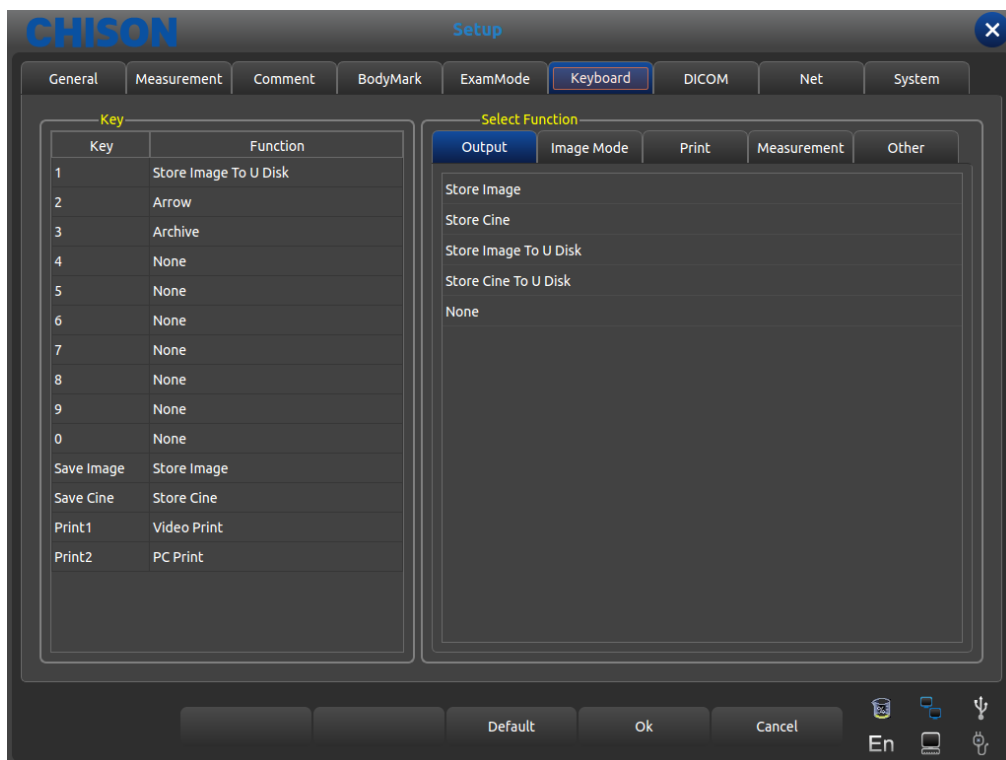 CHISON
Setup
General Measurement Comment BodyMark ExamMode Keyboard DICOM Net System
Key
Key Function
1 Store Image To U Disk
2 Arrow
3 Archive
4 None
5 None
6 None
7 None
8 None
9 None
0 None
Save Image Store Image
Save Cine Store Cine
Print1 Video Print
Print2 PC Print
Select Function
Output Image Mode Print Measurement Other
Store Image
Store Cine
Store Image To U Disk
Store Cine To U Disk
None
Default Ok Cancel
En